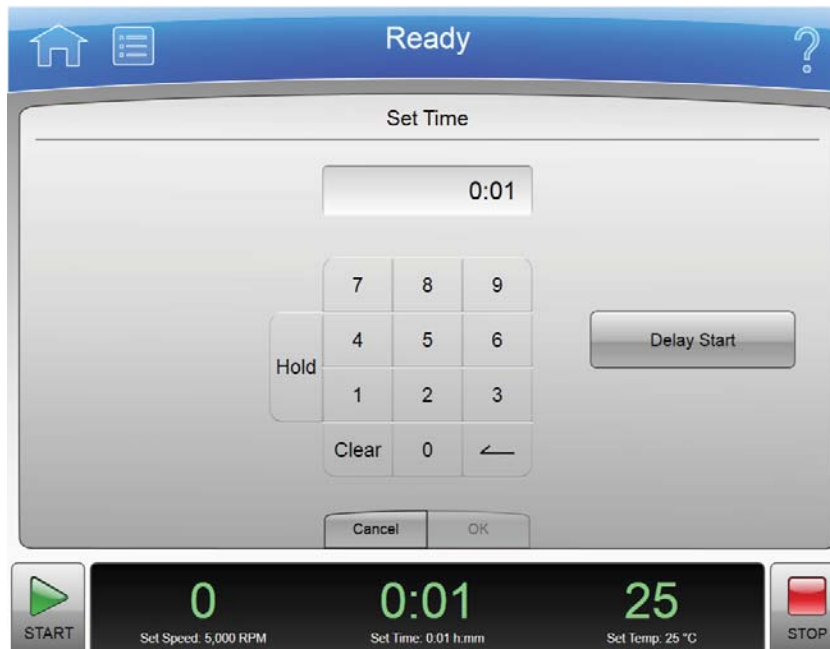 Ready
Set Time
0:01
7 8 9
4 5 6
Hold
1 2 3
Clear 0
Delay Start
Cancel OK
START
0
Set Speed: 5,000 RPM
0:01
Set Time: 0:01 h:mm
25
Set Temp: 25 °C
STOP